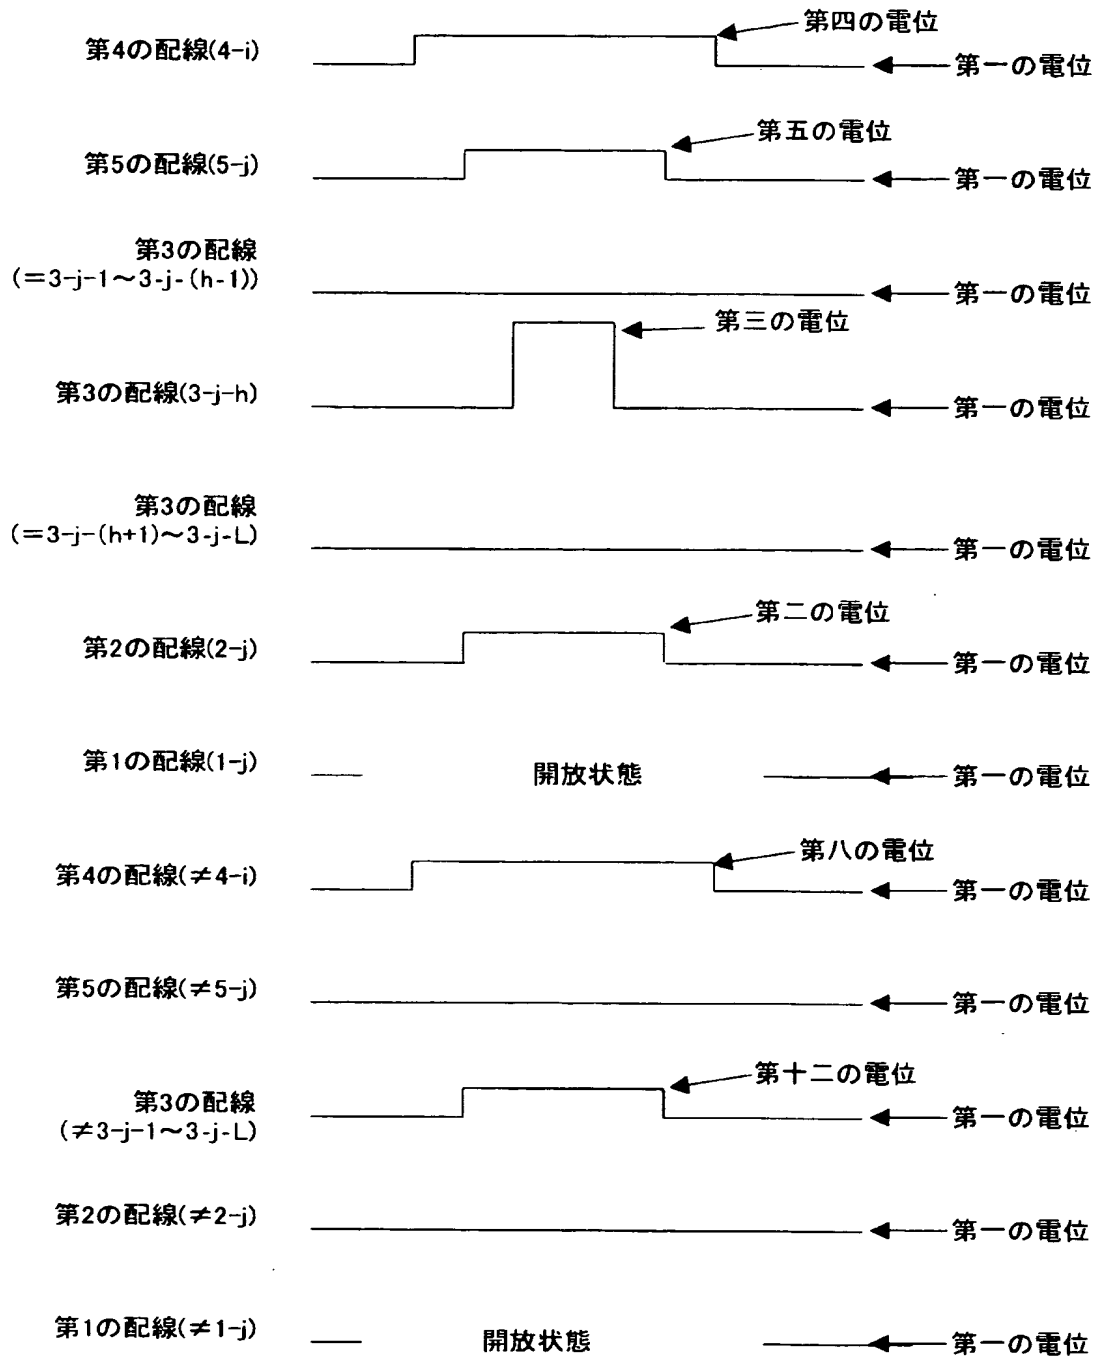 第四の電位
第4の配線(4-i)
第一の電位
第五の電位
第5の配線(5-j)
第一の電位
第3の配線
(=3-j-1～3-j-(h-1))
第一の電位
第三の電位
第3の配線(3-j-h)
第一の電位
第3の配線
(=3-j-(h+1)～3-j-L)
第一の電位
第二の電位
第2の配線(2-j)
第一の電位
第1の配線(1-j)
開放状態
第一の電位
第八の電位
第4の配線(≠4-i)
第一の電位
第5の配線(≠5-j)
第一の電位
第十二の電位
第3の配線
(≠3-j-1～3-j-L)
第一の電位
第2の配線(≠2-j)
第一の電位
第1の配線(≠1-j)
開放状態
第一の電位